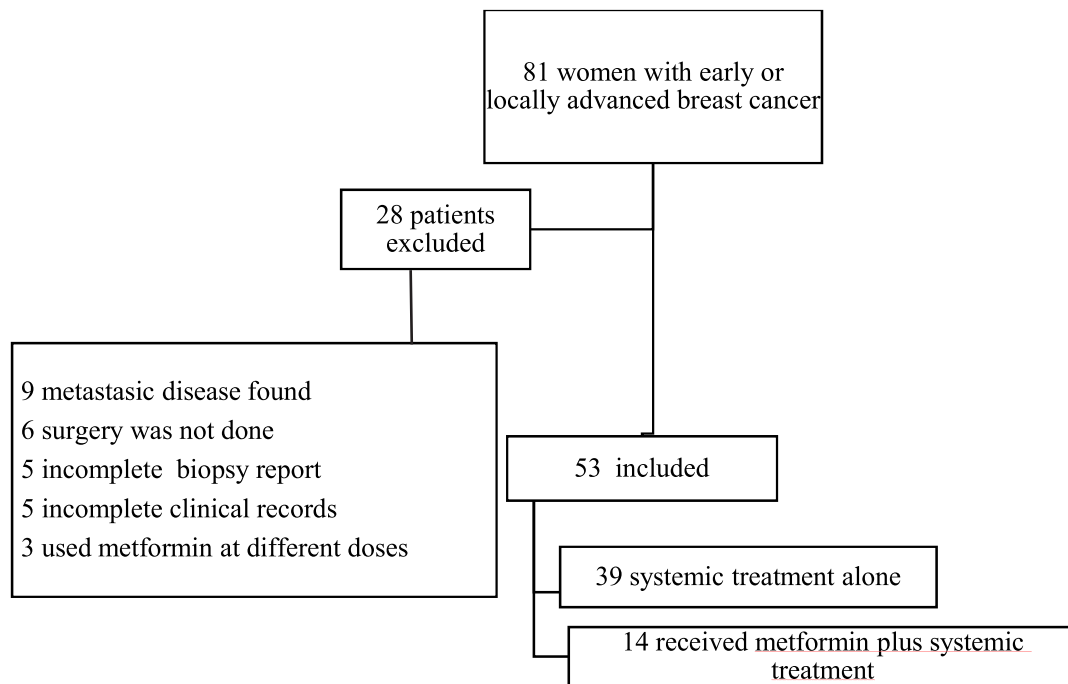 81 women with early or
locally advanced breast cancer
28 patients
excluded
9 metastasic disease found
6 surgery was not done
5 incomplete  biopsy report
5 incomplete clinical records
3 used metformin at different doses
53  included
39 systemic treatment alone
14 received metformin plus systemic
treatment